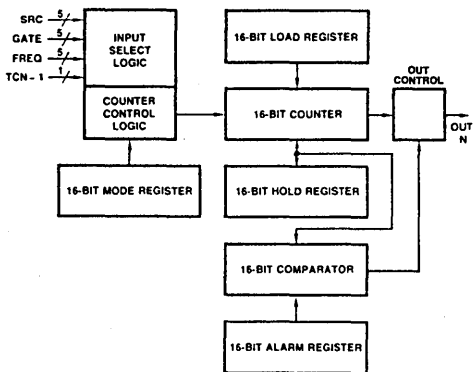 SRC 5
GATE 5
FREQ 5
TCN-1 1
INPUT
SELECT
LOGIC
COUNTER
CONTROL
LOGIC
16-BIT MODE REGISTER
16-BIT LOAD REGISTER
16-BIT COUNTER
16-BIT HOLD REGISTER
16-BIT COMPARATOR
16-BIT ALARM REGISTER
OUT
CONTROL
OUT
N